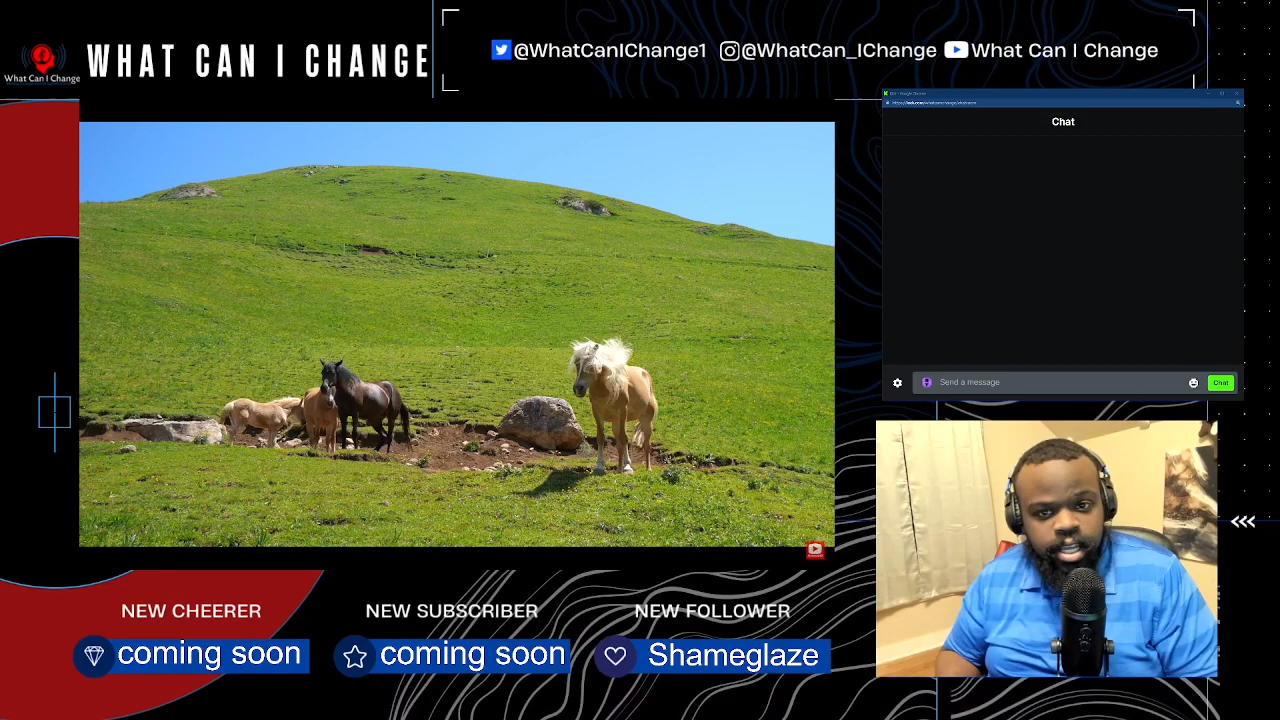 What Can I Change
WHAT CAN I CHANGE
@WhatCanIChange1 @WhatCan_IChange What Can I Change
Chat
Send a message
Chat
NEW CHEERER
NEW SUBSCRIBER
NEW FOLLOWER
coming soon
coming soon
Shameglaze